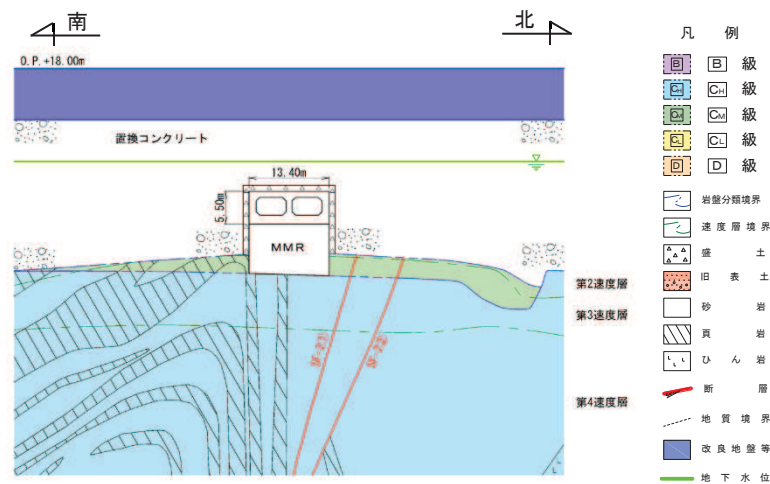 南
北
O.P.+18.00m
置換コンクリート
13.40m
5.50m
MMR
第2速度層
第3速度層
第4速度層
SF-2①
SF-2②
凡 例
B B 級
CH CH 級
CM CM 級
CL CL 級
D D 級
岩盤分類境界
速度層境界
盛 土
旧 表 土
砂 岩
頁 岩
ひ ん 岩
断 層
地 質 境 界
改 良 地 盤 等
地 下 水 位